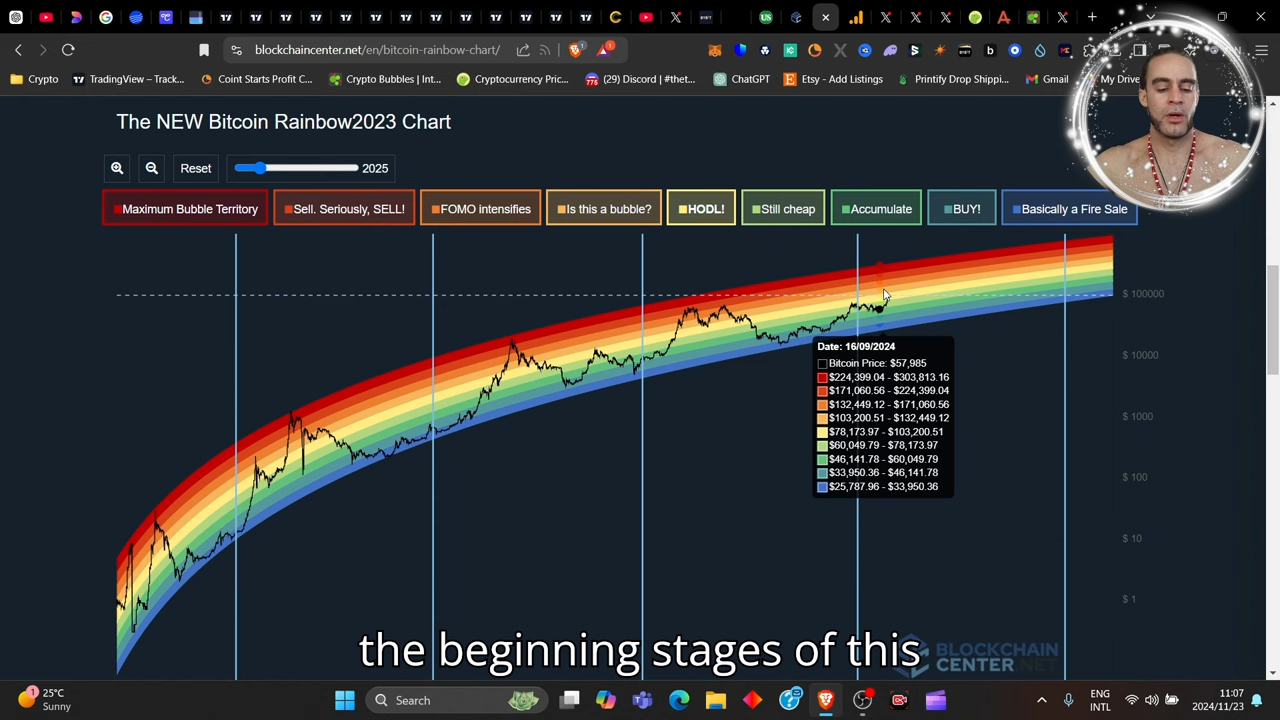 blockchaincenter.net/en/bitcoin-rainbow-chart/
Crypto
TradingView – Track...
Coint Starts Profit C...
Crypto Bubbles | Int...
Cryptocurrency Pric...
(29) Discord | #thet...
ChatGPT
Etsy - Add Listings
Printify Drop Shippi...
Gmail
My Drive
The NEW Bitcoin Rainbow2023 Chart
Reset
2025
Maximum Bubble Territory
Sell. Seriously, SELL!
FOMO intensifies
Is this a bubble?
HODL!
Still cheap
Accumulate
BUY!
Basically a Fire Sale
$ 100000
$ 10000
$ 1000
$ 100
$ 10
$ 1
Date: 16/09/2024
Bitcoin Price: $57,985
$224,399.04 - $303,813.16
$171,060.56 - $224,399.04
$132,449.12 - $171,060.56
$103,200.51 - $132,449.12
$78,173.97 - $103,200.51
$60,049.79 - $78,173.97
$46,141.78 - $60,049.79
$33,950.36 - $46,141.78
$25,787.96 - $33,950.36
BLOCKCHAIN
CENTER.NET
the beginning stages of this
25°C
Sunny
Search
ENG
INTL
11:07
2024/11/23